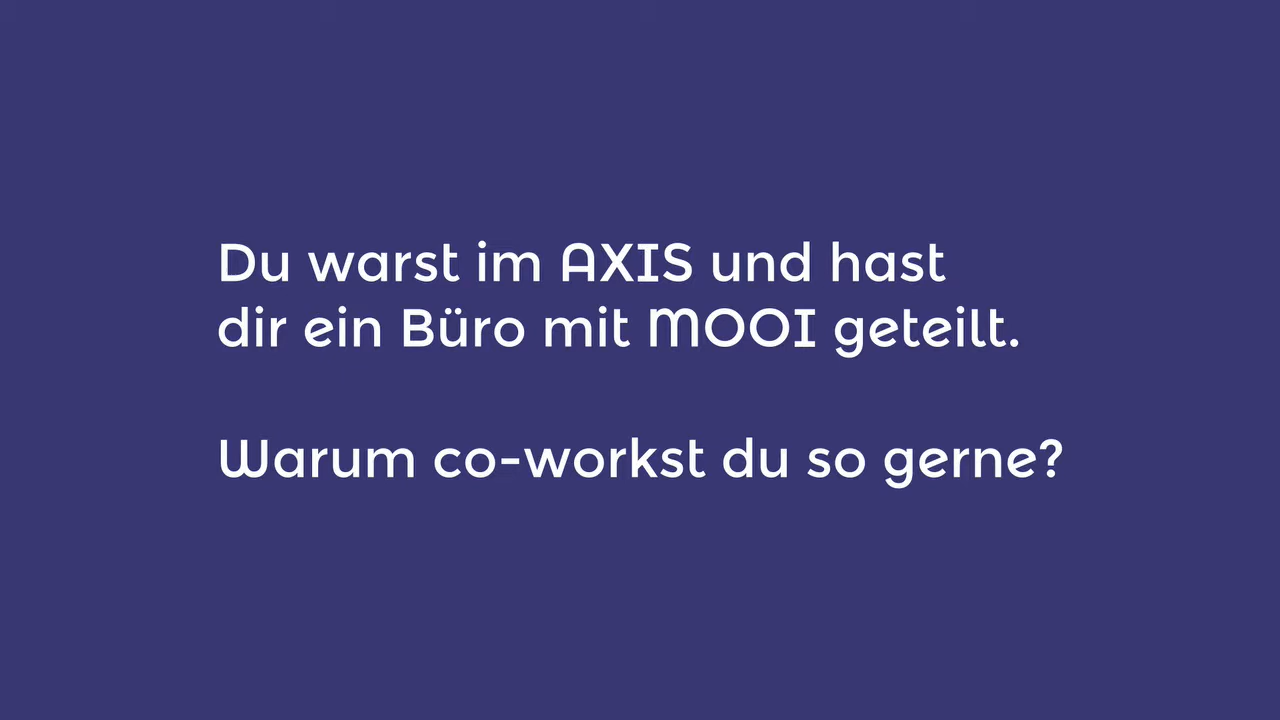 Du warst im AXIS und hast
dir ein Büro mit MOOI geteilt.
Warum co-workst du so gerne?